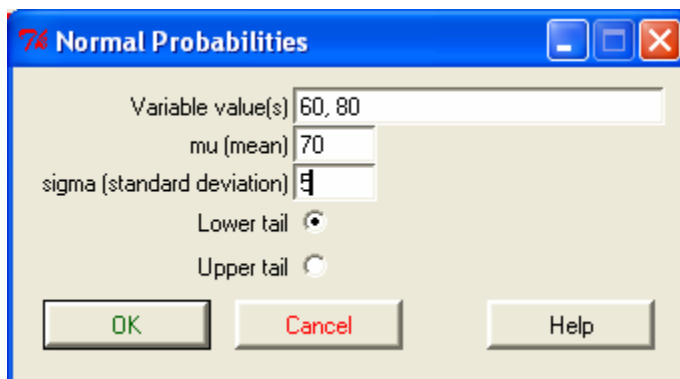 Normal Probabilities
Variable value(s) 60, 80
mu (mean) 70
sigma (standard deviation) 5
Lower tail
Upper tail
OK Cancel Help